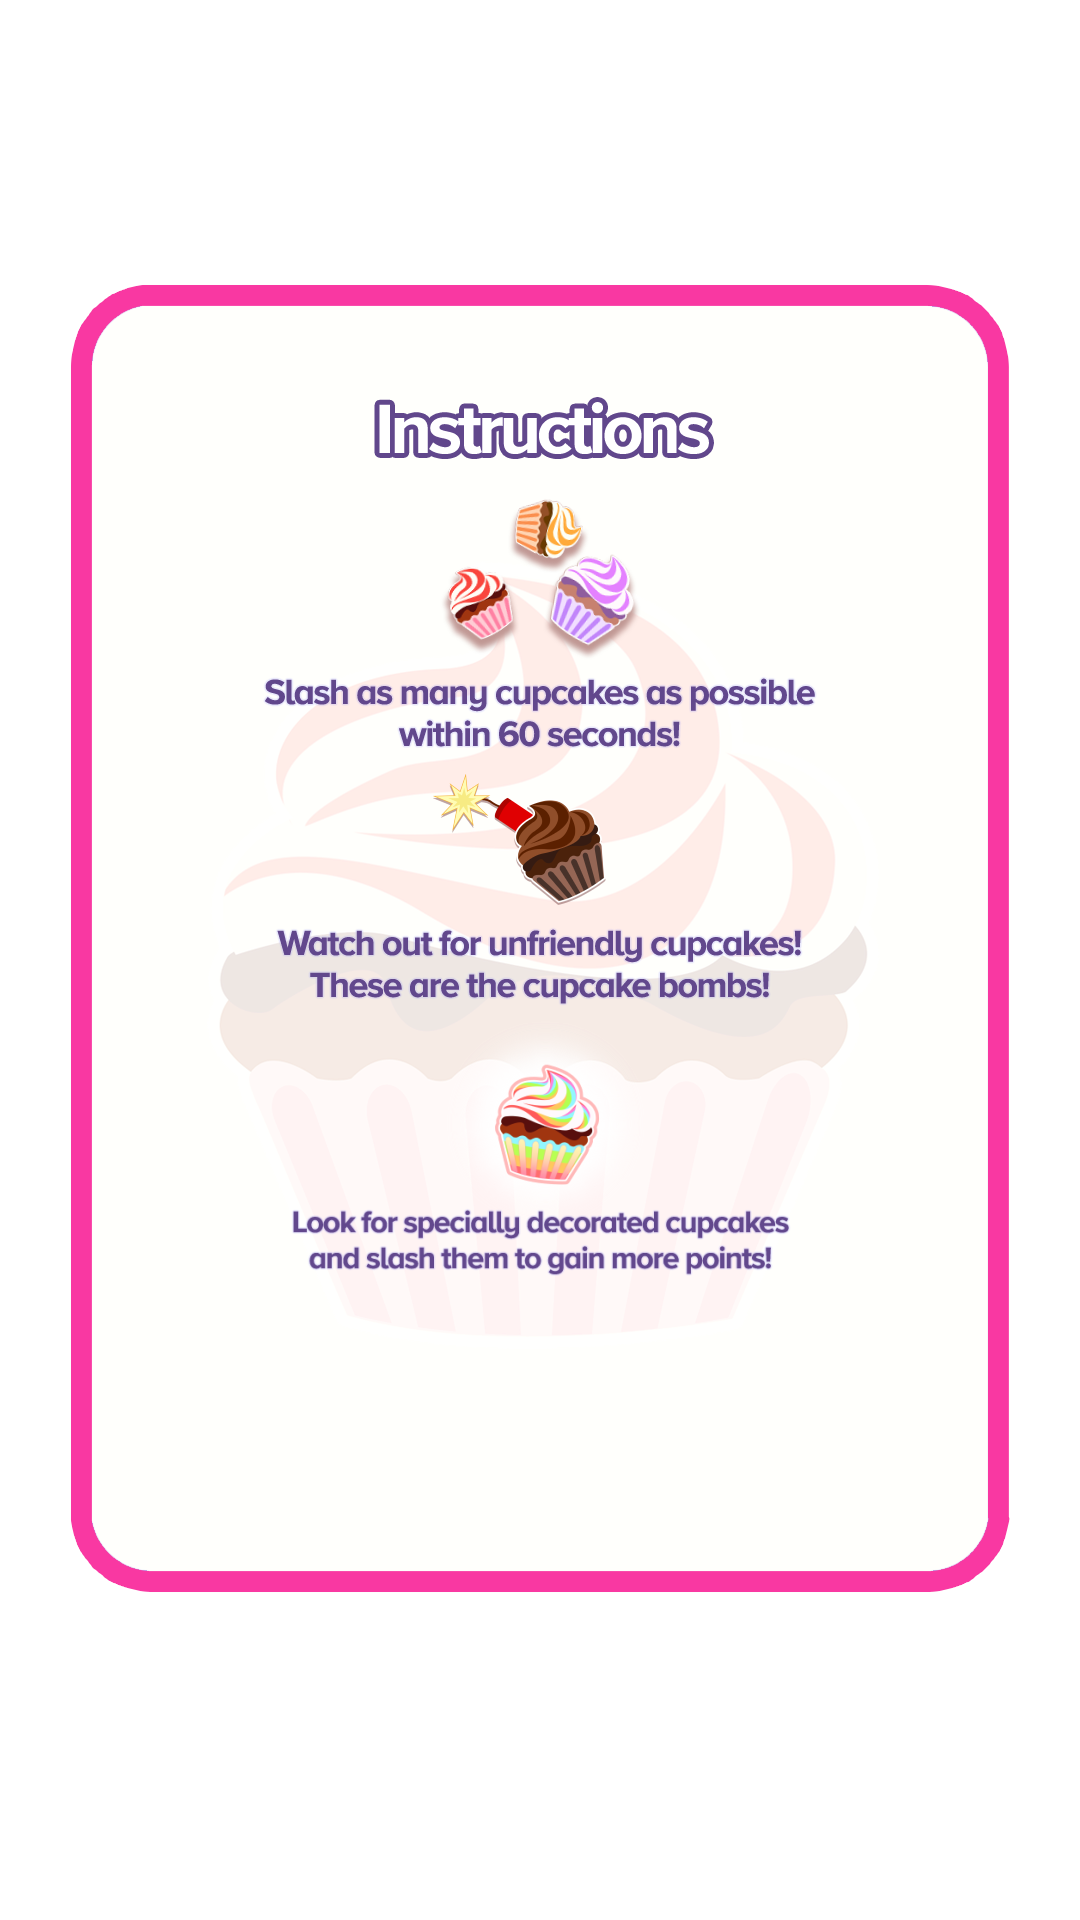 Instructions
Slash as many cupcakes as possible
within 60 seconds!
Watch out for unfriendly cupcakes!
These are the cupcake bombs!
Look for specially decorated cupcakes
and slash them to gain more points!